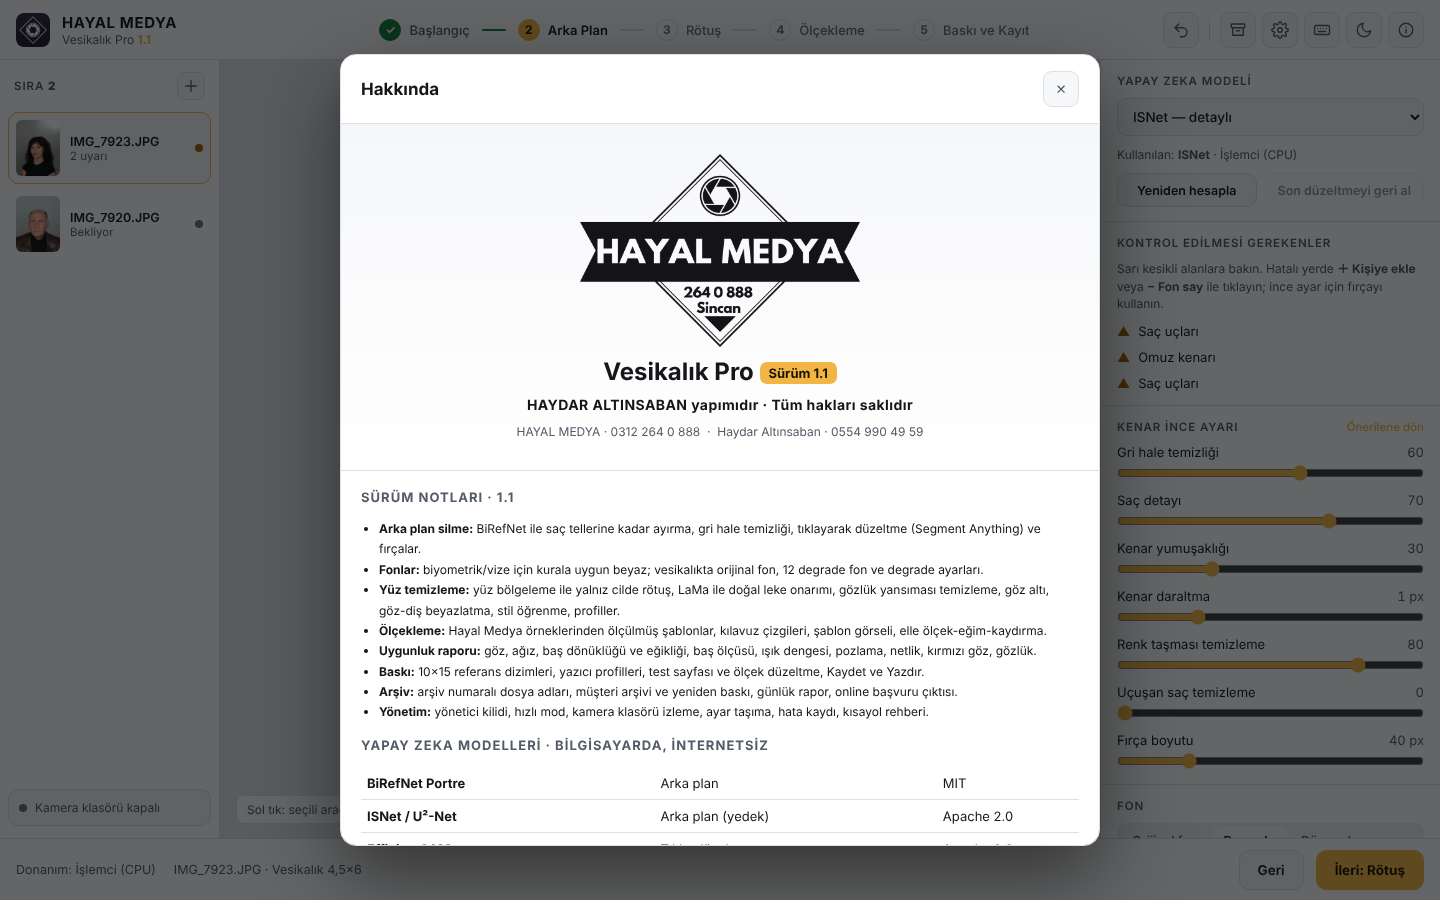 HAYAL MEDYA
Vesikalık Pro 1.1
Başlangıç
2 Arka Plan
3 Rötuş
4 Ölçekleme
5 Baskı ve Kayıt
SIRA 2
IMG_7923.JPG
2 uyarı
IMG_7920.JPG
Bekliyor
Kamera klasörü kapalı
Sol tık: seçili
Hakkında
HAYAL MEDYA
264 0 888
Sincan
Vesikalık Pro Sürüm 1.1
HAYDAR ALTINSABAN yapımıdır · Tüm hakları saklıdır
HAYAL MEDYA · 0312 264 0 888 · Haydar Altınsaban · 0554 990 49 59
SÜRÜM NOTLARI · 1.1
• Arka plan silme: BiRefNet ile saç tellerine kadar ayırma, gri hale temizliği, tıklayarak düzeltme (Segment Anything) ve
fırçalar.
• Fonlar: biyometrik/vize için kurala uygun beyaz; vesikalıkta orijinal fon, 12 degrade fon ve degrade ayarları.
• Yüz temizleme: yüz bölgeleme ile yalnız cilde rötuş, LaMa ile doğal leke onarımı, gözlük yansıması temizleme, göz altı,
göz-diş beyazlatma, stil öğrenme, profiller.
• Ölçekleme: Hayal Medya örneklerinden ölçülmüş şablonlar, kılavuz çizgileri, şablon görseli, elle ölçek-eğim-kaydırma.
• Uygunluk raporu: göz, ağız, baş dönüklüğü ve eğikliği, baş ölçüsü, ışık dengesi, pozlama, netlik, kırmızı göz, gözlük.
• Baskı: 10×15 referans dizimleri, yazıcı profilleri, test sayfası ve ölçek düzeltme, Kaydet ve Yazdır.
• Arşiv: arşiv numaralı dosya adları, müşteri arşivi ve yeniden baskı, günlük rapor, online başvuru çıktısı.
• Yönetim: yönetici kilidi, hızlı mod, kamera klasörü izleme, ayar taşıma, hata kaydı, kısayol rehberi.
YAPAY ZEKA MODELLERİ · BİLGİSAYARDA, İNTERNETSİZ
BiRefNet Portre Arka plan MIT
ISNet / U²-Net Arka plan (yedek) Apache 2.0
YAPAY ZEKA MODELİ
ISNet — detaylı
Kullanılan: ISNet · İşlemci (CPU)
Yeniden hesapla
Son düzeltmeyi geri al
KONTROL EDİLMESİ GEREKENLER
Sarı kesikli alanlara bakın. Hatalı yerde + Kişiye ekle
veya − Fon say ile tıklayın; ince ayar için fırçayı
kullanın.
Saç uçları
Omuz kenarı
Saç uçları
KENAR İNCE AYARI Önerilene dön
Gri hale temizliği 60
Saç detayı 70
Kenar yumuşaklığı 30
Kenar daraltma 1 px
Renk taşması temizleme 80
Uçuşan saç temizleme 0
Fırça boyutu 40 px
FON
Donanım: İşlemci (CPU) IMG_7923.JPG · Vesikalık 4,5×6
Geri
İleri: Rötuş